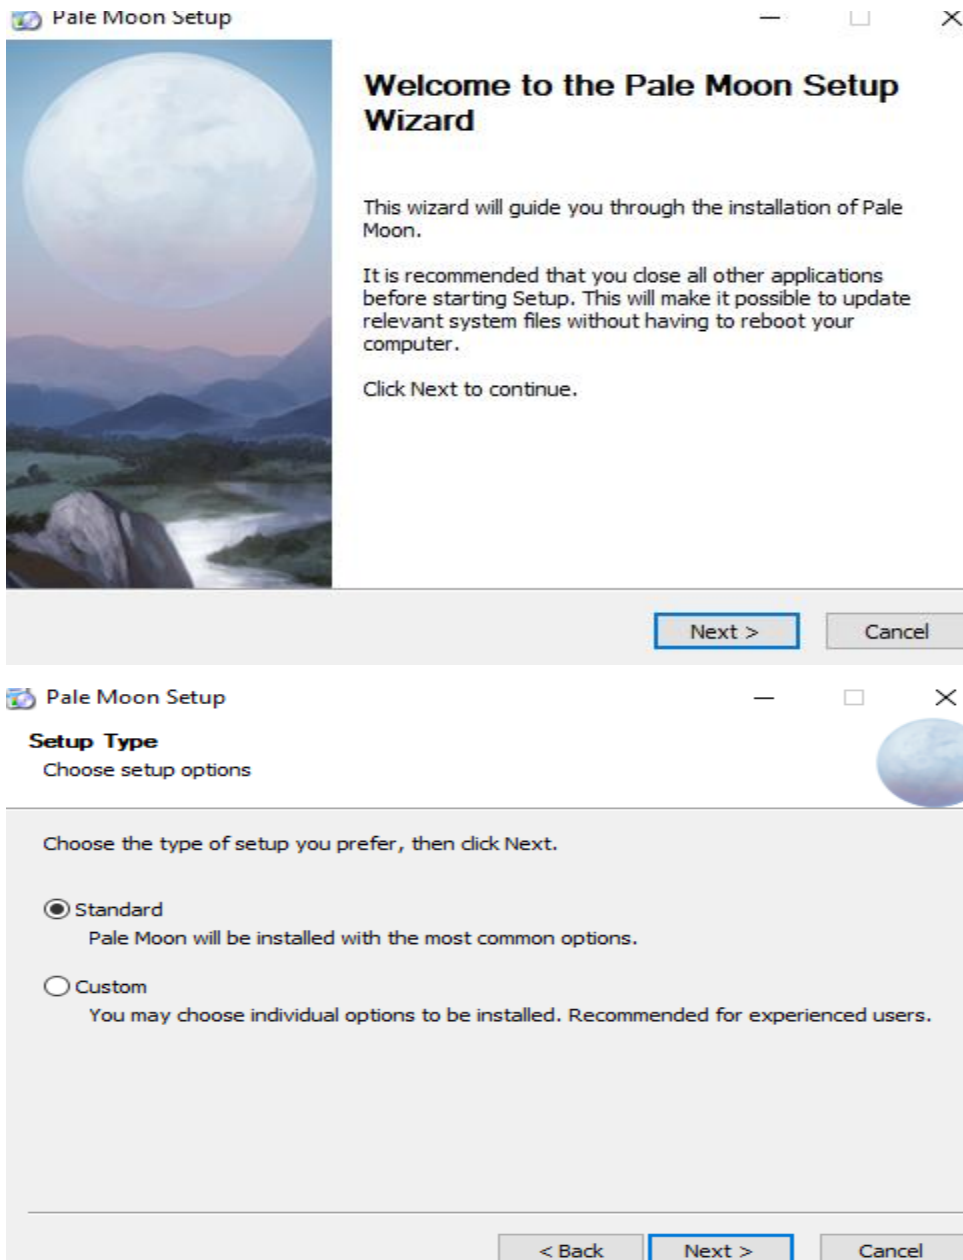 Pale Moon Setup
Welcome to the Pale Moon Setup
Wizard
This wizard will guide you through the installation of Pale
Moon.
It is recommended that you close all other applications
before starting Setup. This will make it possible to update
relevant system files without having to reboot your
computer.
Click Next to continue.
Next >
Cancel
Pale Moon Setup
Setup Type
Choose setup options
Choose the type of setup you prefer, then click Next.
Standard
Pale Moon will be installed with the most common options.
Custom
You may choose individual options to be installed. Recommended for experienced users.
< Back
Next >
Cancel